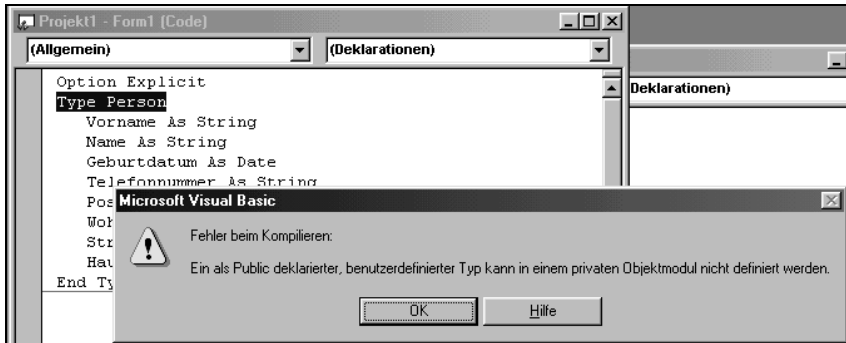 Projekt1 - Form1 (Code)
(Allgemein)
(Deklarationen)
Deklarationen)
Option Explicit
Type Person
Vorname As String
Name As String
Geburtdatum As Date
Telefonnummer As String
Pos
Woh
Str
Hau
End Ty
Microsoft Visual Basic
Fehler beim Kompilieren:
Ein als Public deklarierter, benutzerdefinierter Typ kann in einem privaten Objektmodul nicht definiert werden.
OK
Hilfe